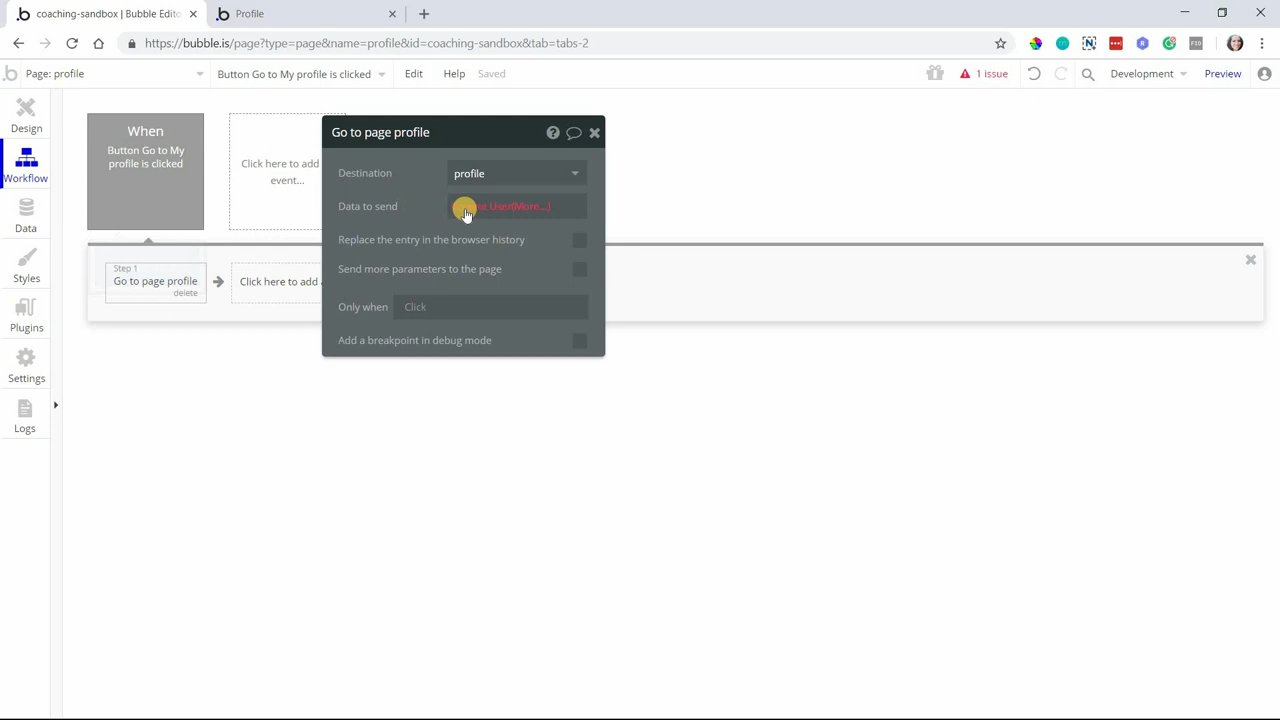 coaching-sandbox | Bubble Edito
Profile
https://bubble.is/page?type=page&name=profile&id=coaching-sandbox&tab=tabs-2
Page: profile
Button Go to My profile is clicked
Edit
Help
Saved
1 issue
Development
Preview
Design
Workflow
Data
Styles
Plugins
Settings
Logs
When
Button Go to My
profile is clicked
Click here to add
event...
Go to page profile
Destination
profile
Data to send
User(More...)
Replace the entry in the browser history
Send more parameters to the page
Only when
Click
Add a breakpoint in debug mode
Step 1
Go to page profile
delete
Click here to add